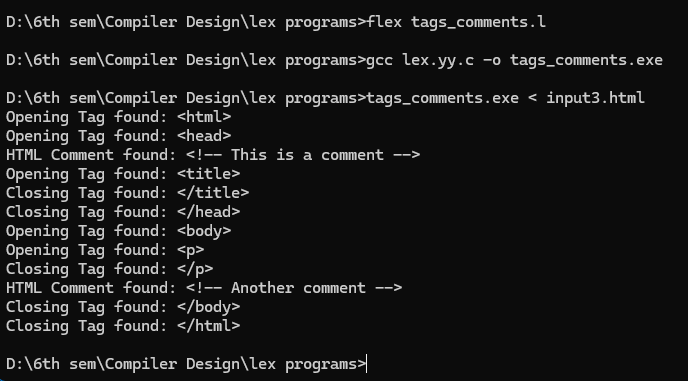 D:\6th sem\Compiler Design\lex programs>flex tags_comments.l
D:\6th sem\Compiler Design\lex programs>gcc lex.yy.c -o tags_comments.exe
D:\6th sem\Compiler Design\lex programs>tags_comments.exe < input3.html
Opening Tag found: <html>
Opening Tag found: <head>
HTML Comment found: <!-- This is a comment -->
Opening Tag found: <title>
Closing Tag found: </title>
Closing Tag found: </head>
Opening Tag found: <body>
Opening Tag found: <p>
Closing Tag found: </p>
HTML Comment found: <!-- Another comment -->
Closing Tag found: </body>
Closing Tag found: </html>
D:\6th sem\Compiler Design\lex programs>